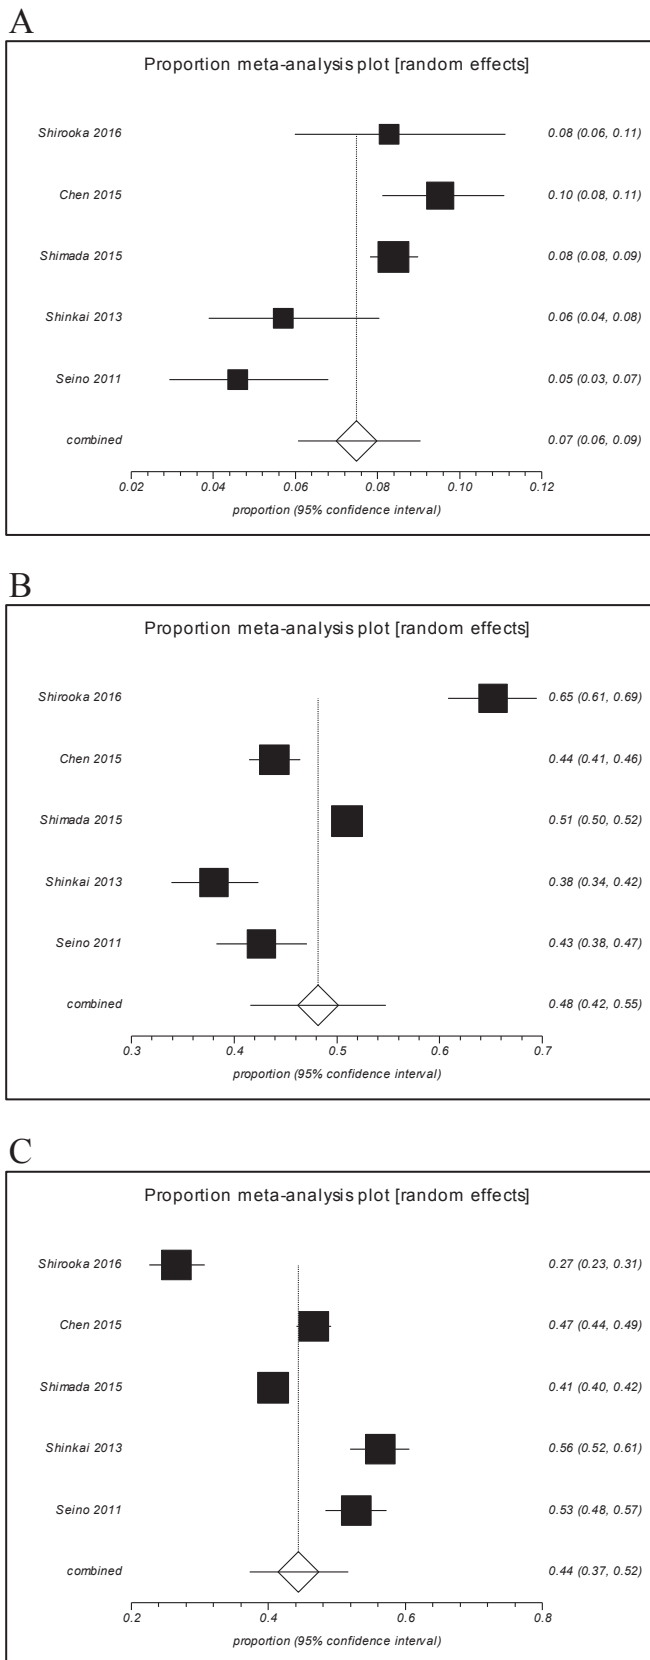 A
Proportion meta-analysis plot [random effects]
Shirooka 2016 0.08 (0.06, 0.11)
Chen 2015 0.10 (0.08, 0.11)
Shimada 2015 0.08 (0.08, 0.09)
Shinkai 2013 0.06 (0.04, 0.08)
Seino 2011 0.05 (0.03, 0.07)
combined 0.07 (0.06, 0.09)
0.02 0.04 0.06 0.08 0.10 0.12
proportion (95% confidence interval)
B
Proportion meta-analysis plot [random effects]
Shirooka 2016 0.65 (0.61, 0.69)
Chen 2015 0.44 (0.41, 0.46)
Shimada 2015 0.51 (0.50, 0.52)
Shinkai 2013 0.38 (0.34, 0.42)
Seino 2011 0.43 (0.38, 0.47)
combined 0.48 (0.42, 0.55)
0.3 0.4 0.5 0.6 0.7
proportion (95% confidence interval)
C
Proportion meta-analysis plot [random effects]
Shirooka 2016 0.27 (0.23, 0.31)
Chen 2015 0.47 (0.44, 0.49)
Shimada 2015 0.41 (0.40, 0.42)
Shinkai 2013 0.56 (0.52, 0.61)
Seino 2011 0.53 (0.48, 0.57)
combined 0.44 (0.37, 0.52)
0.2 0.4 0.6 0.8
proportion (95% confidence interval)